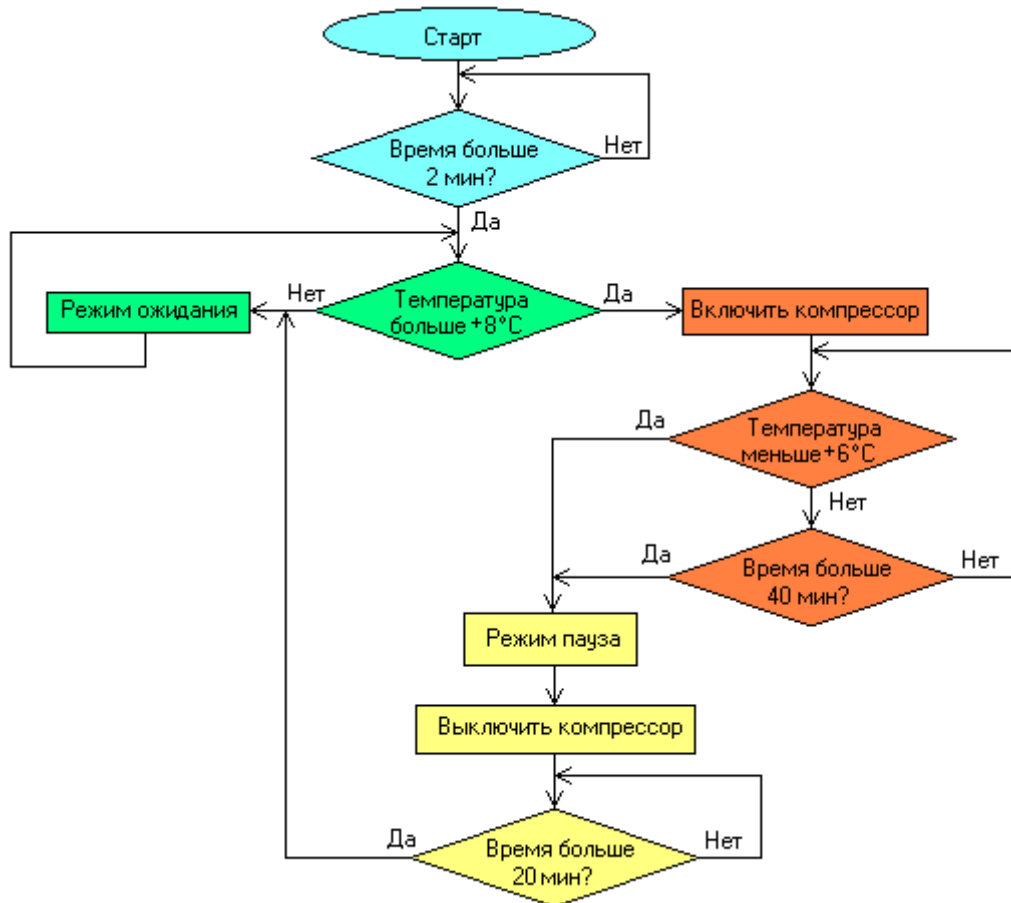 Старт
Время больше
2 мин?
Нет
Да
Режим ожидания
Нет
Температура
больше +8°C
Да
Включить компрессор
Да
Температура
меньше +6°C
Нет
Да
Время больше
40 мин?
Нет
Режим пауза
Выключить компрессор
Да
Время больше
20 мин?
Нет